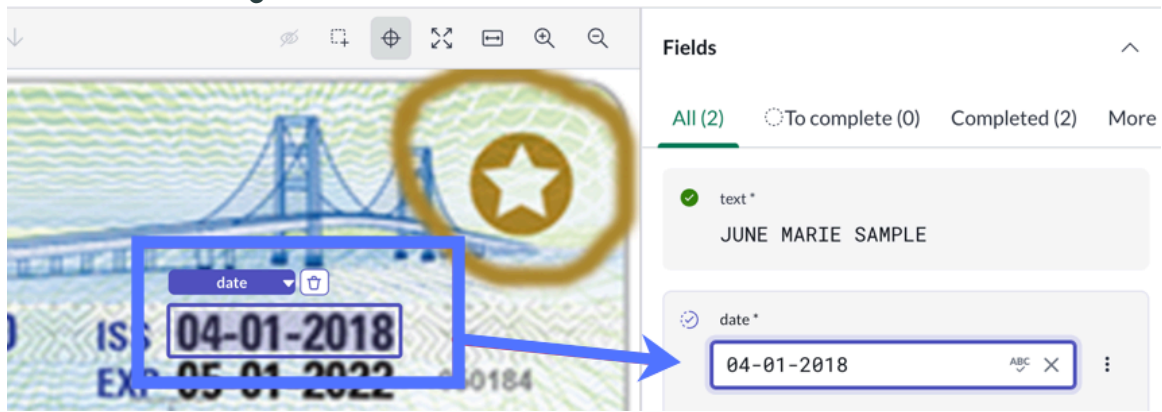 Fields
All (2) To complete (0) Completed (2) More
text *
JUNE MARIE SAMPLE
date
ISS 04-01-2018
EXP 05-01-2022
0184
date *
04-01-2018
ABC